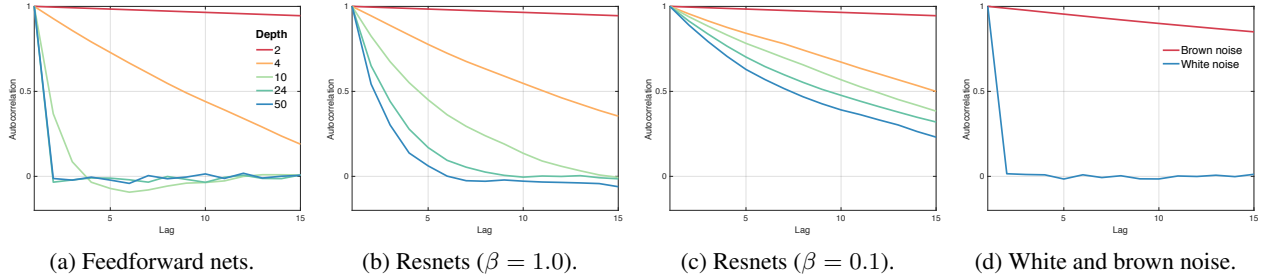 1
0.5
0
Autocorrelation
5
10
15
Lag
Depth
2
4
10
24
50
(a) Feedforward nets.
1
0.5
0
Autocorrelation
5
10
15
Lag
(b) Resnets (β = 1.0).
1
0.5
0
Autocorrelation
5
10
15
Lag
(c) Resnets (β = 0.1).
1
0.5
0
Autocorrelation
5
10
15
Lag
Brown noise
White noise
(d) White and brown noise.